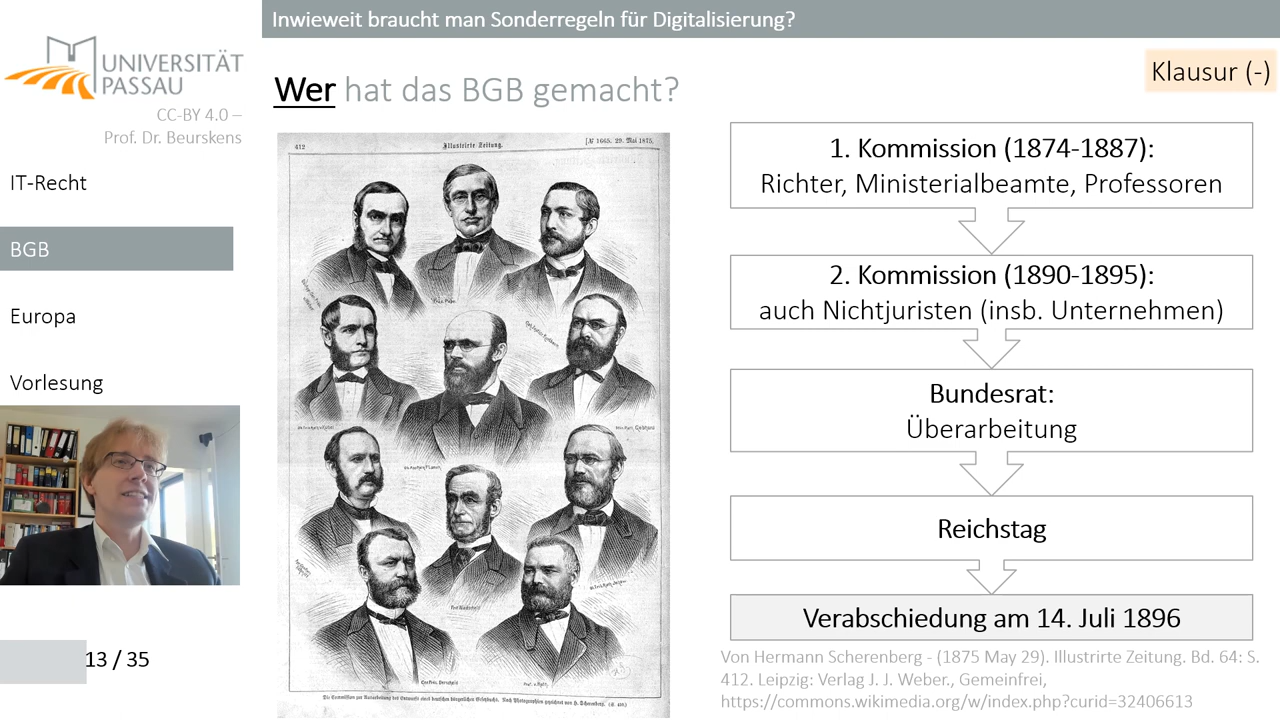 Inwieweit braucht man Sonderregeln für Digitalisierung?
UNIVERSITÄT
PASSAU
CC-BY 4.0 –
Prof. Dr. Beurskens
IT-Recht
BGB
Europa
Vorlesung
13 / 35
Wer hat das BGB gemacht?
Klausur (-)
412
Illustrirte Zeitung.
[№ 1665. 29. Mai 1875.
1. Kommission (1874-1887):
Richter, Ministerialbeamte, Professoren
2. Kommission (1890-1895):
auch Nichtjuristen (insb. Unternehmen)
Bundesrat:
Überarbeitung
Reichstag
Verabschiedung am 14. Juli 1896
Von Hermann Scherenberg - (1875 May 29). Illustrirte Zeitung. Bd. 64: S.
412. Leipzig: Verlag J. J. Weber., Gemeinfrei,
https://commons.wikimedia.org/w/index.php?curid=32406613